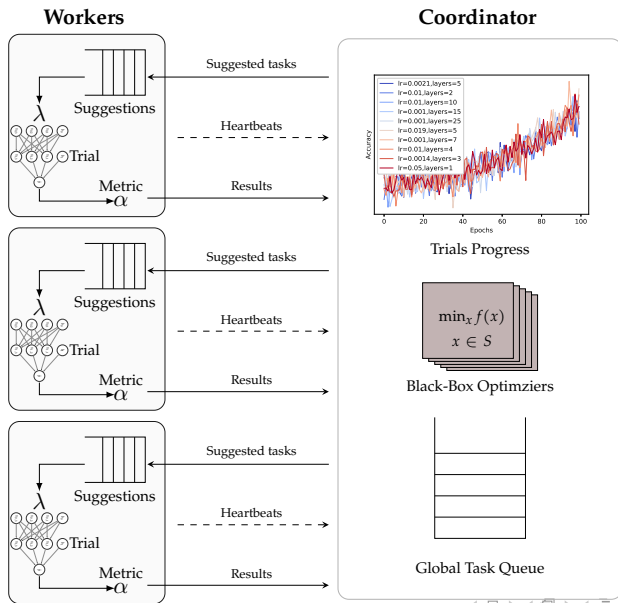 Workers
Coordinator
Suggestions
λ
Trial
Metric
α
Suggested tasks
Heartbeats
Results
Suggestions
λ
Trial
Metric
α
Suggested tasks
Heartbeats
Results
Suggestions
λ
Trial
Metric
α
Suggested tasks
Heartbeats
Results
lr=0.0021,layers=5
lr=0.01,layers=2
lr=0.01,layers=10
lr=0.001,layers=15
lr=0.001,layers=25
lr=0.019,layers=5
lr=0.001,layers=7
lr=0.01,layers=4
lr=0.0014,layers=3
lr=0.05,layers=1
Accuracy
0 20 40 60 80 100
Epochs
Trials Progress
minₓ f(x)
x ∈ S
Black-Box Optimziers
Global Task Queue